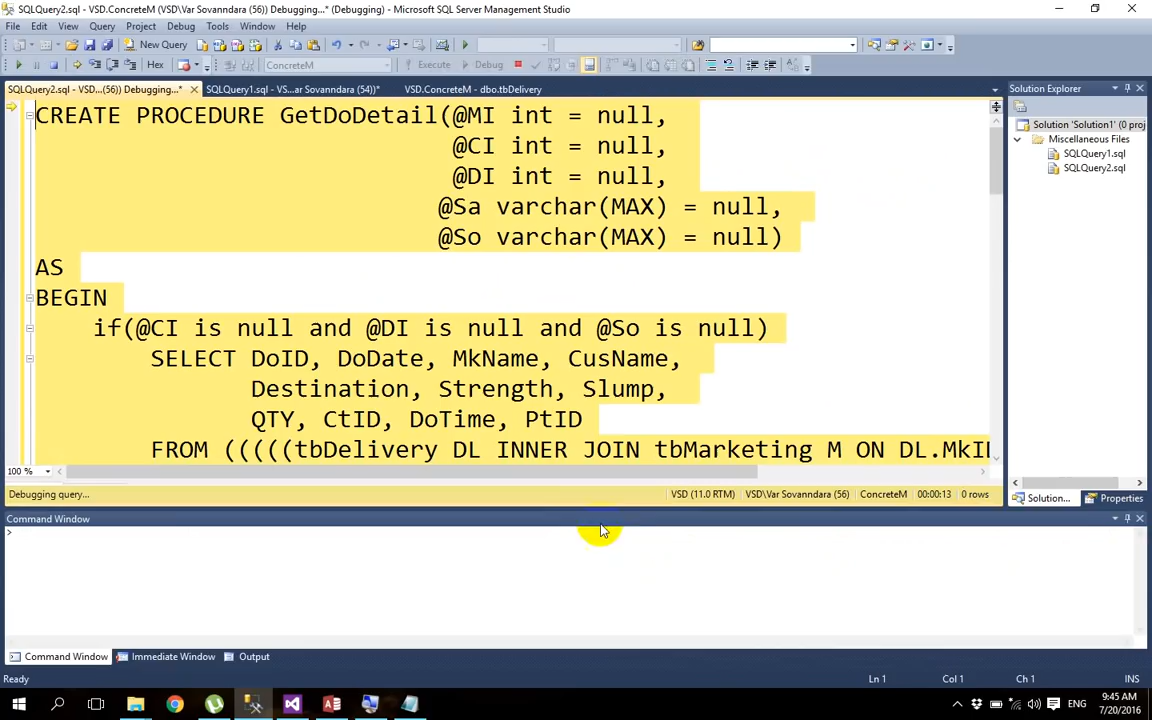 SQLQuery2.sql - VSD.ConcreteM (VSD\Var Sovanndara (56)) Debugging...* (Debugging) - Microsoft SQL Server Management Studio
File Edit View Query Project Debug Tools Window Help
New Query
Hex ConcreteM Execute Debug
SQLQuery2.sql - VSD...(56)) Debugging...* SQLQuery1.sql - VS...ar Sovanndara (54))* VSD.ConcreteM - dbo.tbDelivery
CREATE PROCEDURE GetDoDetail(@MI int = null,
@CI int = null,
@DI int = null,
@Sa varchar(MAX) = null,
@So varchar(MAX) = null)
AS
BEGIN
if(@CI is null and @DI is null and @So is null)
SELECT DoID, DoDate, MkName, CusName,
Destination, Strength, Slump,
QTY, CtID, DoTime, PtID
FROM (((((tbDelivery DL INNER JOIN tbMarketing M ON DL.MkID
100 %
Debugging query... VSD (11.0 RTM) VSD\Var Sovanndara (56) ConcreteM 00:00:13 0 rows
Solution Explorer
Solution 'Solution1' (0 proj
Miscellaneous Files
SQLQuery1.sql
SQLQuery2.sql
Solution... Properties
Command Window
>
Command Window Immediate Window Output
Ready Ln 1 Col 1 Ch 1 INS
ENG 9:45 AM
7/20/2016